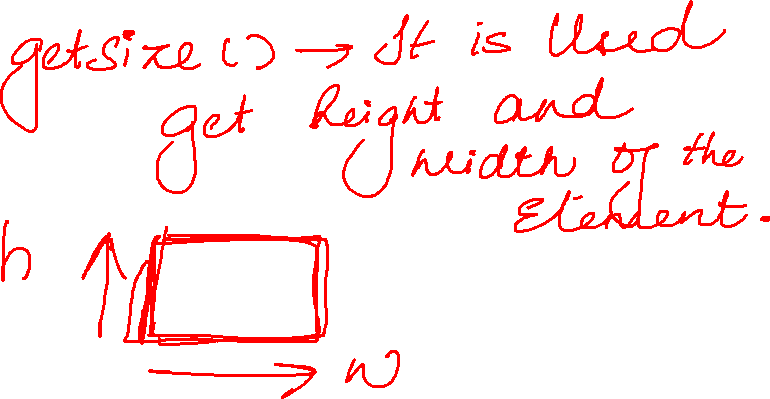 getsize() → It is Used
get height and
width of the
Element.
h
w